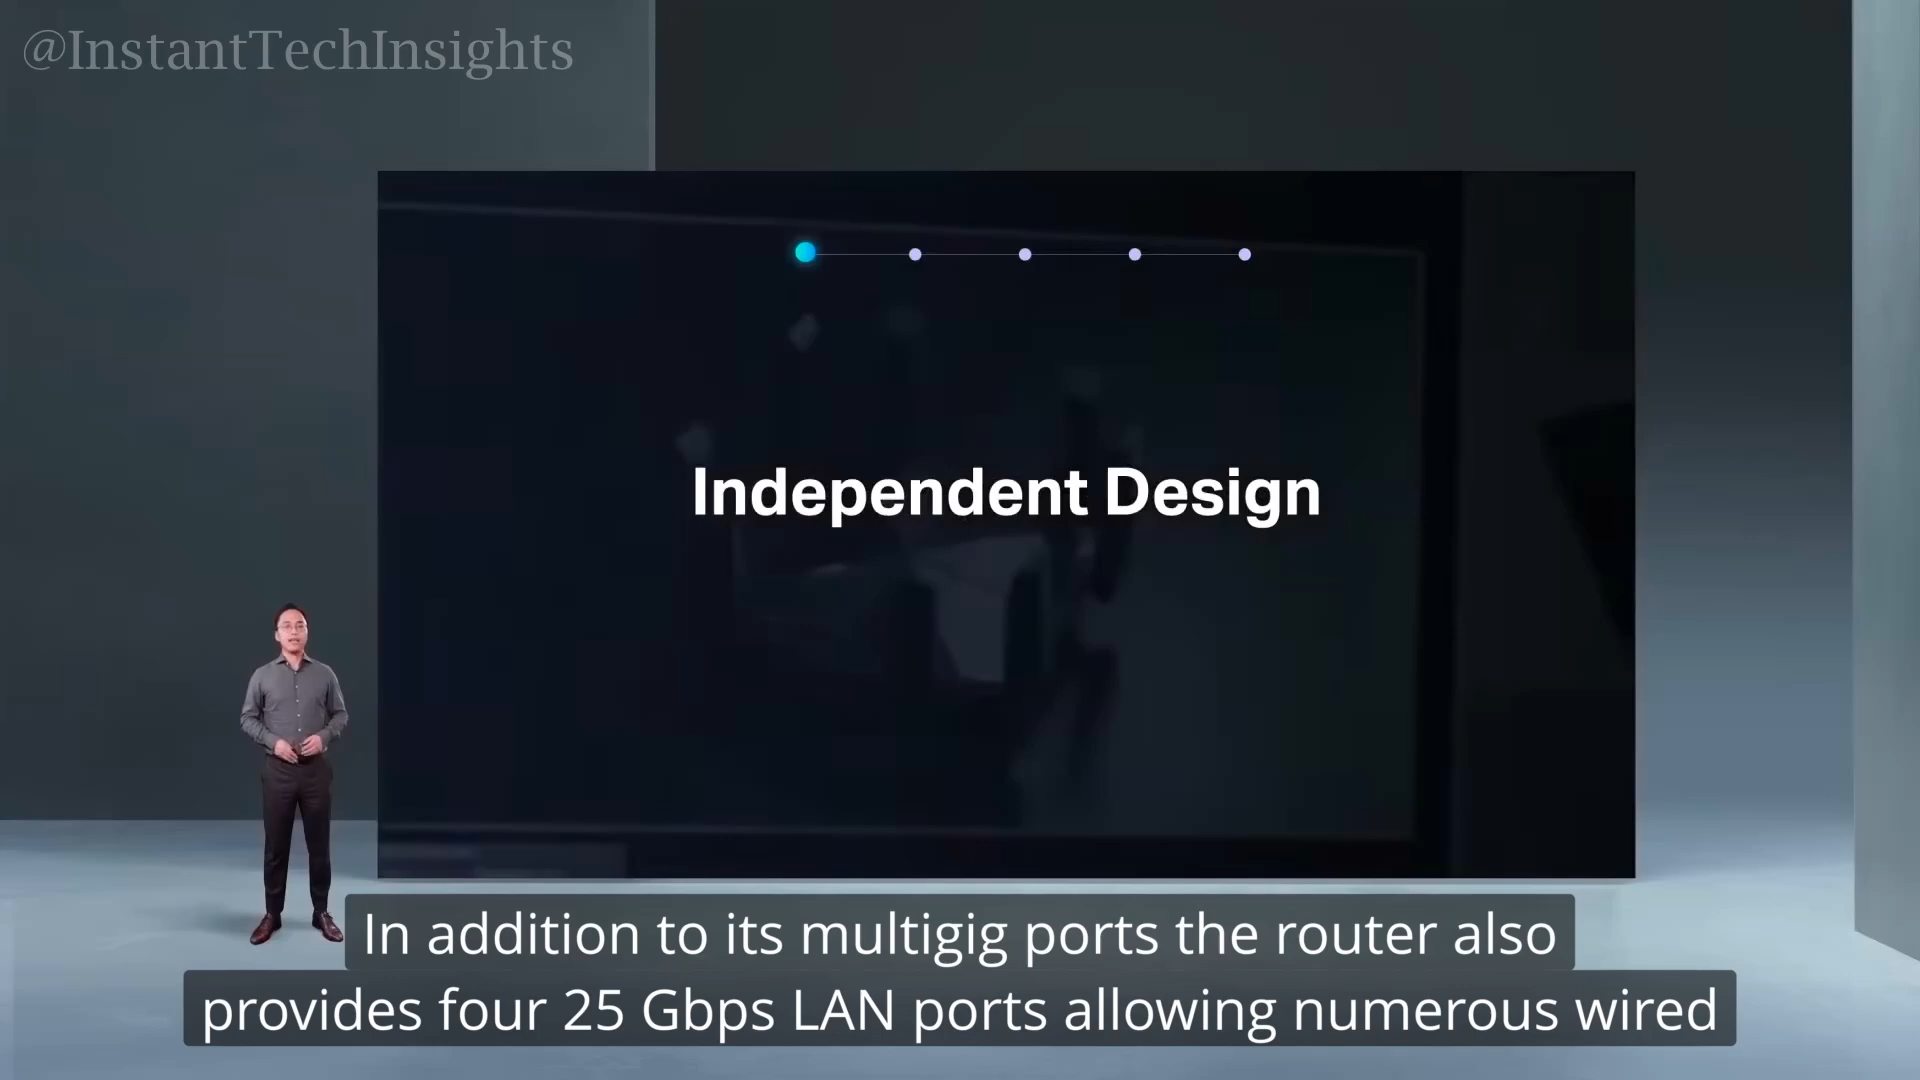 @InstantTechInsights
Independent Design
In addition to its multigig ports the router also
provides four 25 Gbps LAN ports allowing numerous wired